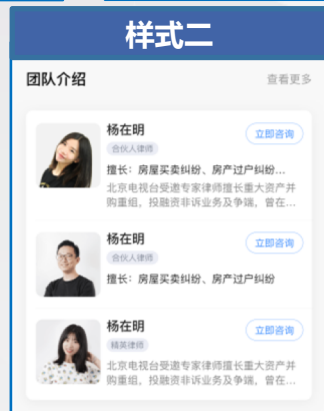 样式二
团队介绍
查看更多
杨在明
立即咨询
合伙人律师
擅长：房屋买卖纠纷、房产过户纠纷...
北京电视台受邀专家律师擅长重大资产并
购重组，投融资非诉业务及争端，曾在...
杨在明
立即咨询
合伙人律师
擅长：房屋买卖纠纷、房产过户纠纷
杨在明
立即咨询
精英律师
北京电视台受邀专家律师擅长重大资产并
购重组，投融资非诉业务及争端，曾在...